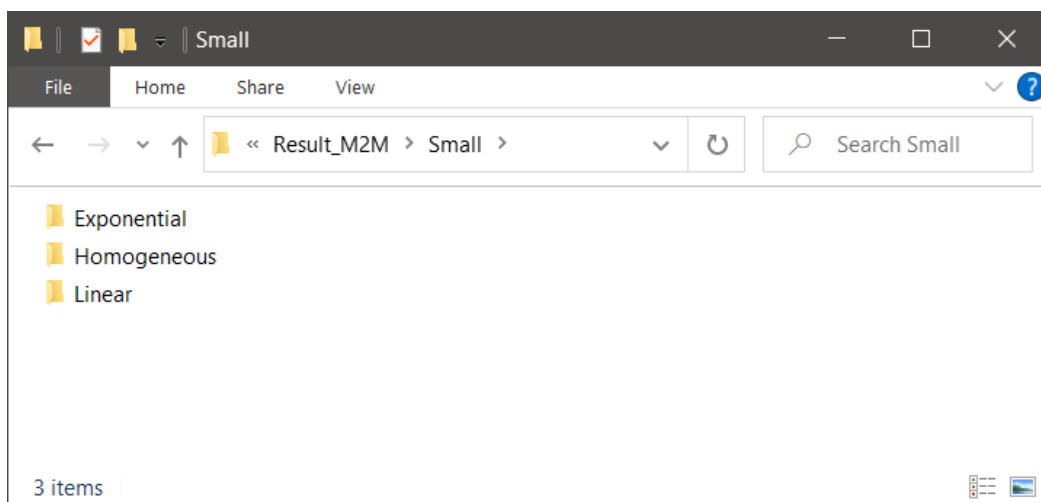 Small
File Home Share View ?
« Result_M2M > Small > Search Small
Exponential
Homogeneous
Linear
3 items